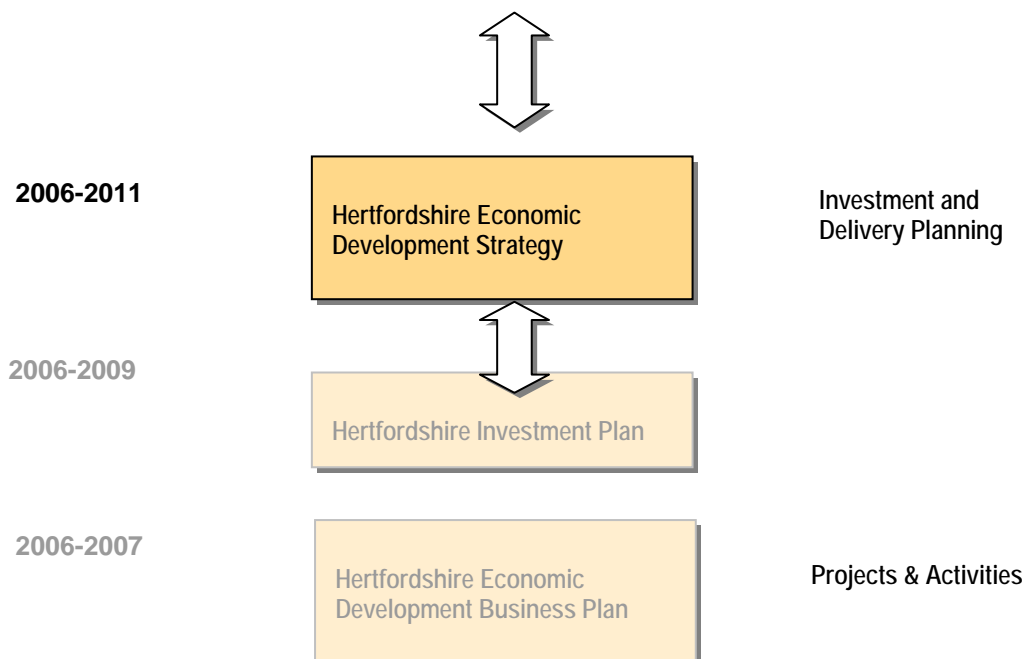 2006-2011
Hertfordshire Economic
Development Strategy
Investment and
Delivery Planning
2006-2009
Hertfordshire Investment Plan
2006-2007
Hertfordshire Economic
Development Business Plan
Projects & Activities